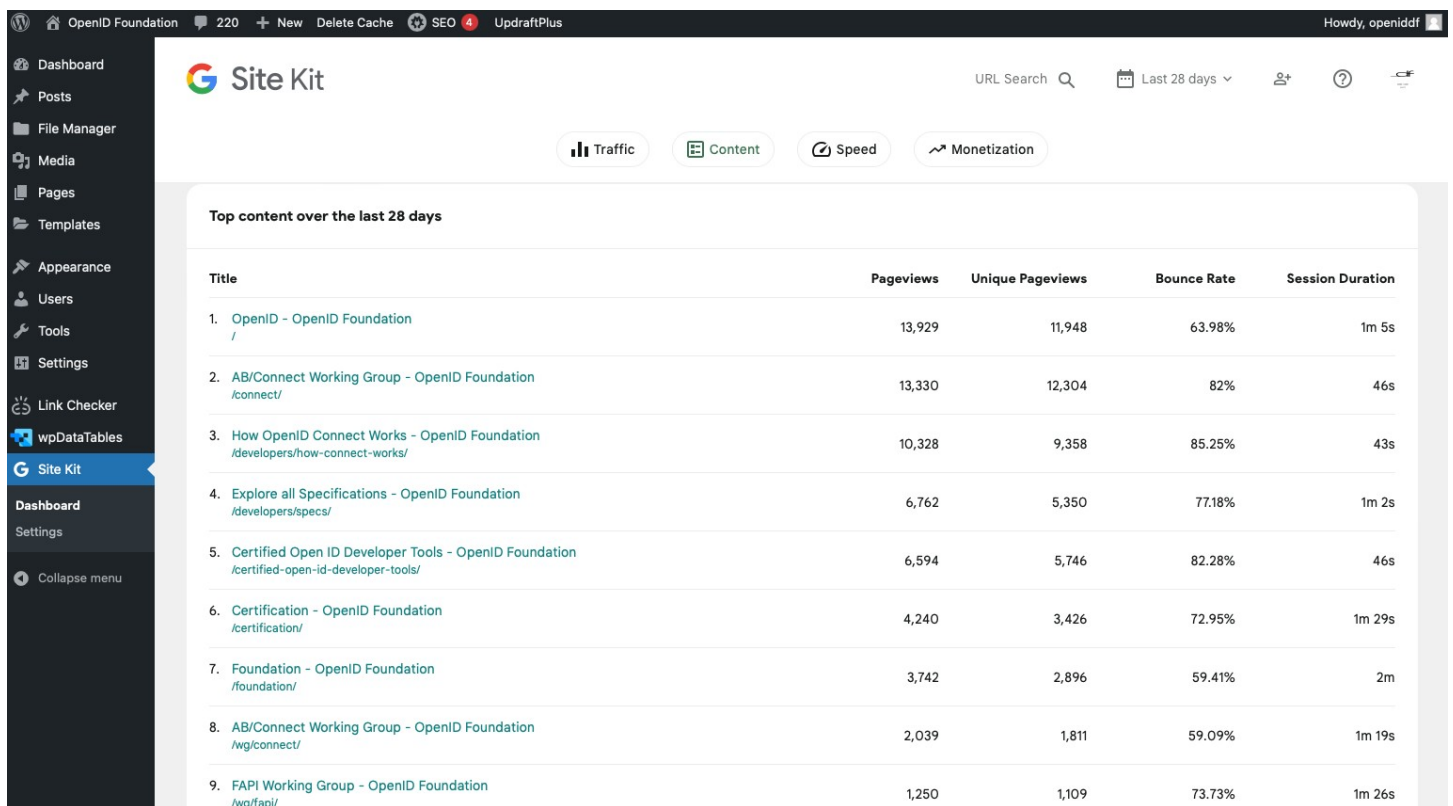 OpenID Foundation 220 + New Delete Cache SEO 4 UpdraftPlus Howdy, openiddf
Dashboard
Posts
File Manager
Media
Pages
Templates
Appearance
Users
Tools
Settings
Link Checker
wpDataTables
Site Kit
Dashboard
Settings
Collapse menu
G Site Kit
URL Search Last 28 days
Traffic Content Speed Monetization
Top content over the last 28 days
Title Pageviews Unique Pageviews Bounce Rate Session Duration
1. OpenID - OpenID Foundation 13,929 11,948 63.98% 1m 5s
/
2. AB/Connect Working Group - OpenID Foundation 13,330 12,304 82% 46s
/connect/
3. How OpenID Connect Works - OpenID Foundation 10,328 9,358 85.25% 43s
/developers/how-connect-works/
4. Explore all Specifications - OpenID Foundation 6,762 5,350 77.18% 1m 2s
/developers/specs/
5. Certified Open ID Developer Tools - OpenID Foundation 6,594 5,746 82.28% 46s
/certified-open-id-developer-tools/
6. Certification - OpenID Foundation 4,240 3,426 72.95% 1m 29s
/certification/
7. Foundation - OpenID Foundation 3,742 2,896 59.41% 2m
/foundation/
8. AB/Connect Working Group - OpenID Foundation 2,039 1,811 59.09% 1m 19s
/wg/connect/
9. FAPI Working Group - OpenID Foundation 1,250 1,109 73.73% 1m 26s
/wg/fapi/